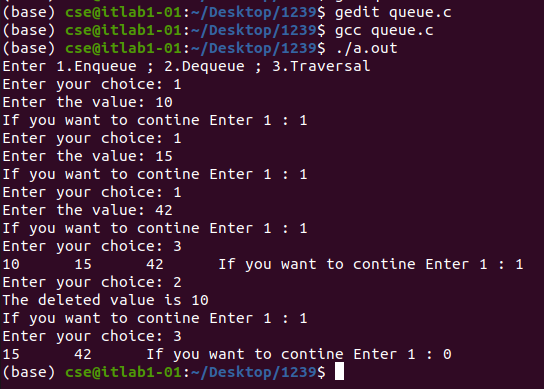 (base) cse@itlab1-01:~/Desktop/1239$ gedit queue.c
(base) cse@itlab1-01:~/Desktop/1239$ gcc queue.c
(base) cse@itlab1-01:~/Desktop/1239$ ./a.out
Enter 1.Enqueue ; 2.Dequeue ; 3.Traversal
Enter your choice: 1
Enter the value: 10
If you want to contine Enter 1 : 1
Enter your choice: 1
Enter the value: 15
If you want to contine Enter 1 : 1
Enter your choice: 1
Enter the value: 42
If you want to contine Enter 1 : 1
Enter your choice: 3
10      15      42      If you want to contine Enter 1 : 1
Enter your choice: 2
The deleted value is 10
If you want to contine Enter 1 : 1
Enter your choice: 3
15      42      If you want to contine Enter 1 : 0
(base) cse@itlab1-01:~/Desktop/1239$